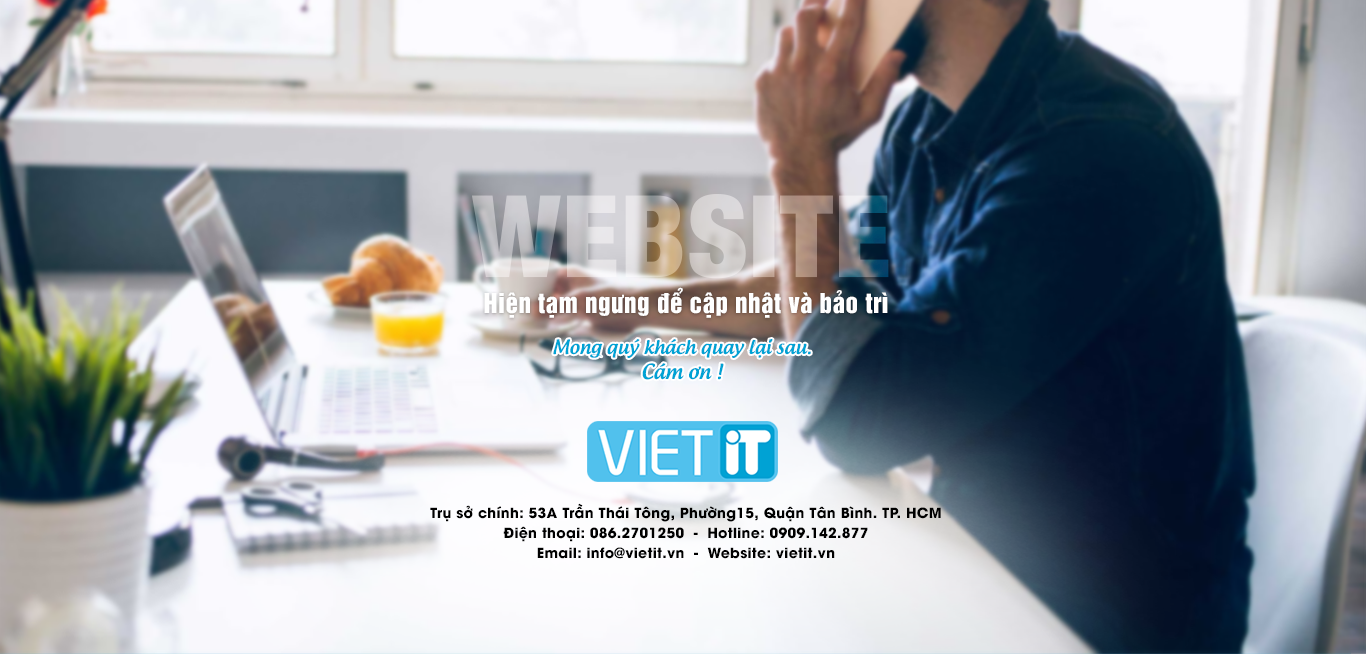 WEBSITE
Hiện tạm ngưng để cập nhật và bảo trì
Mong quý khách quay lại sau.
Cám ơn !
VIET iT
Trụ sở chính: 53A Trần Thái Tông, Phường15, Quận Tân Bình. TP. HCM
Điện thoại: 086.2701250 - Hotline: 0909.142.877
Email: info@vietit.vn - Website: vietit.vn